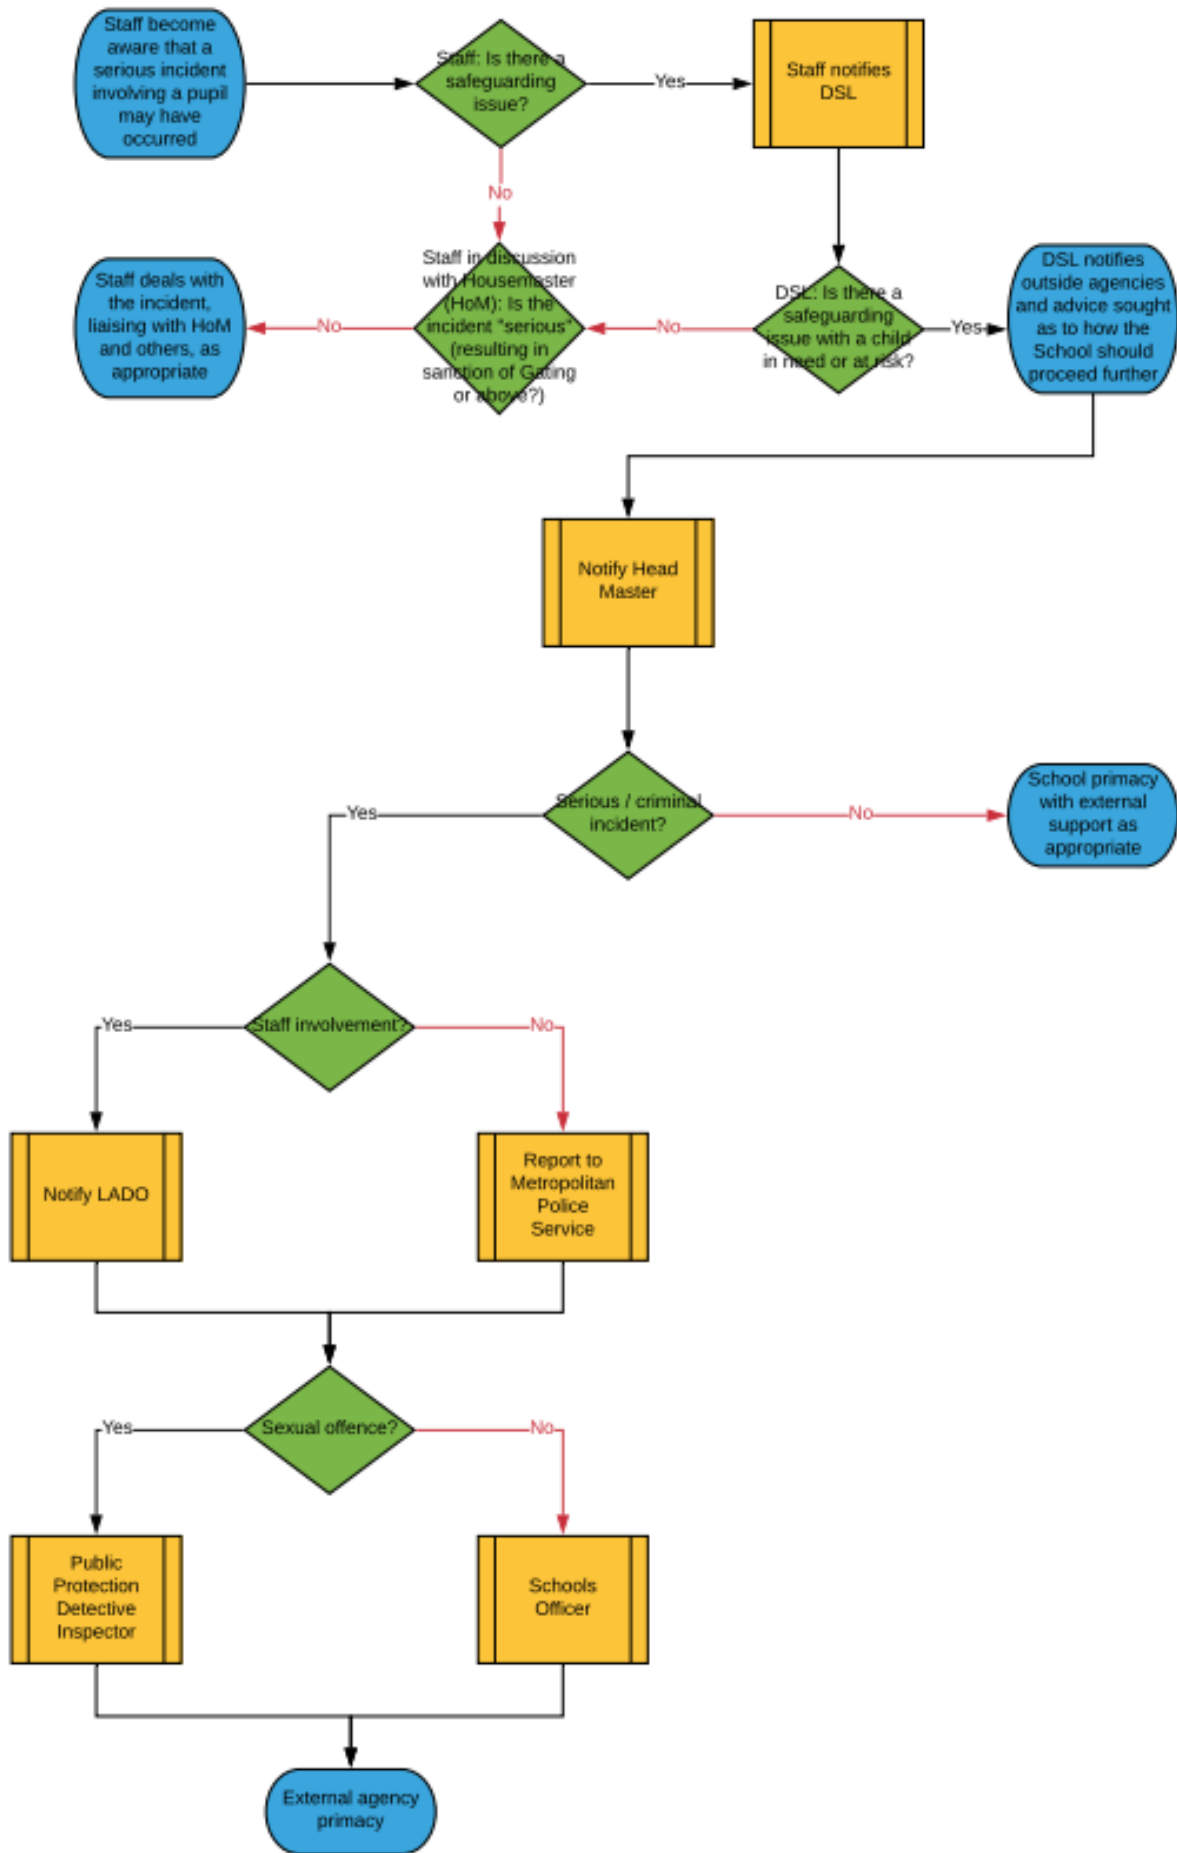 Staff become
aware that a
serious incident
involving a pupil
may have
occurred
Staff: Is there a
safeguarding
issue?
Yes
Staff notifies
DSL
No
Staff deals with
the incident,
liaising with HoM
and others, as
appropriate
No
Staff in discussion
with Housemaster
(HoM): Is the
incident "serious"
(resulting in
sanction of Gating
or above?)
No
DSL: Is there a
safeguarding
issue with a child
in need or at risk?
Yes
DSL notifies
outside agencies
and advice sought
as to how the
School should
proceed further
Notify Head
Master
Yes
Serious / criminal
incident?
No
School primacy
with external
support as
appropriate
Yes
Staff involvement?
No
Notify LADO
Report to
Metropolitan
Police
Service
Yes
Sexual offence?
No
Public
Protection
Detective
Inspector
Schools
Officer
External agency
primacy